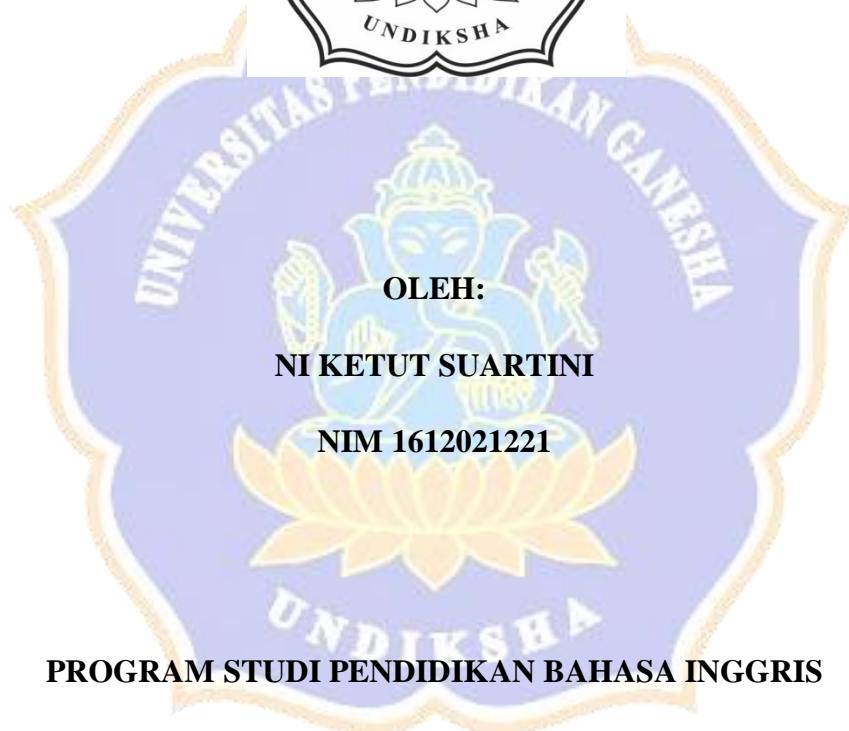 UNDIKSHA
UNIVERSITAS PENDIDIKAN GANESHA
OLEH:
NI KETUT SUARTINI
NIM 1612021221
UNDIKSHA
PROGRAM STUDI PENDIDIKAN BAHASA INGGRIS